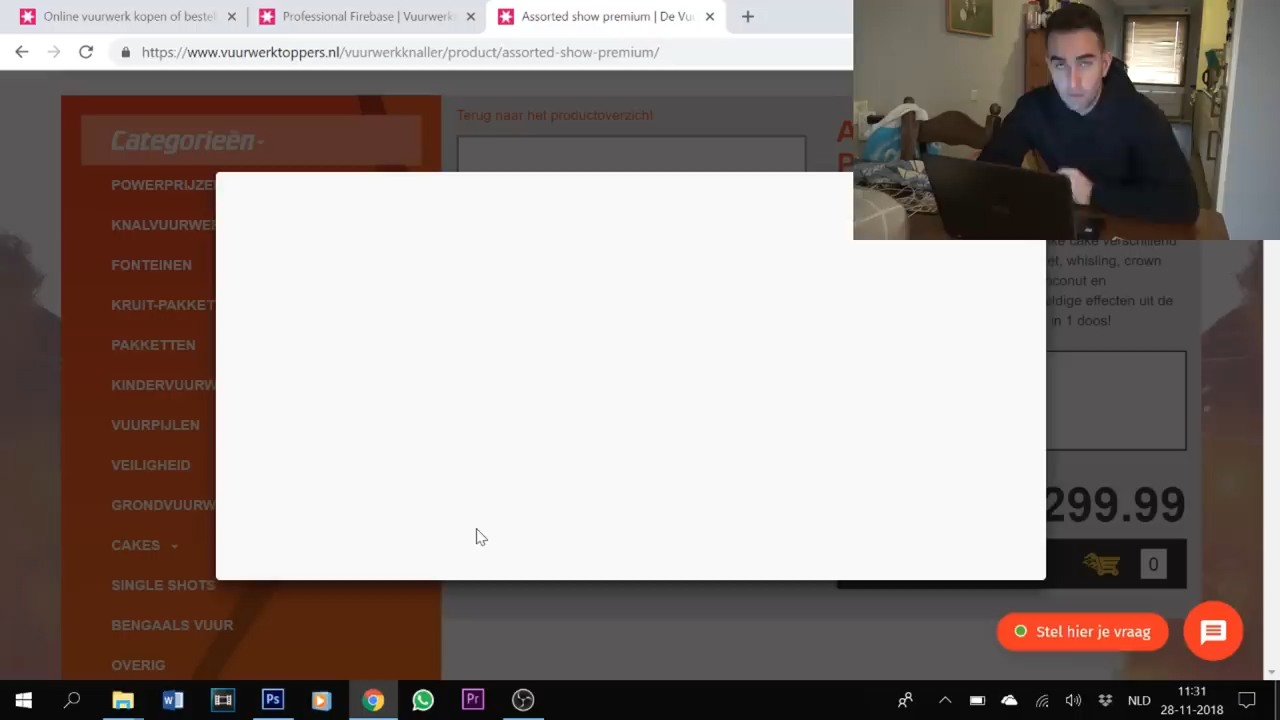 Online vuurwerk kopen of bestel
Professional Firebase | Vuurwerk
Assorted show premium | De Vu
https://www.vuurwerktoppers.nl/vuurwerkknaller/product/assorted-show-premium/
Categorieën
Terug naar het productoverzicht
POWERPRIJZE
KNALVUURWE
FONTEINEN
KRUIT-PAKKET
PAKKETTEN
KINDERVUURW
VUURPIJLEN
VEILIGHEID
GRONDVUURW
CAKES
SINGLE SHOTS
BENGAALS VUUR
OVERIG
ke cake verschillend
et, whisling, crown
oconut en
ldige effecten uit de
in 1 doos!
299.99
0
Stel hier je vraag
NLD
11:31
28-11-2018